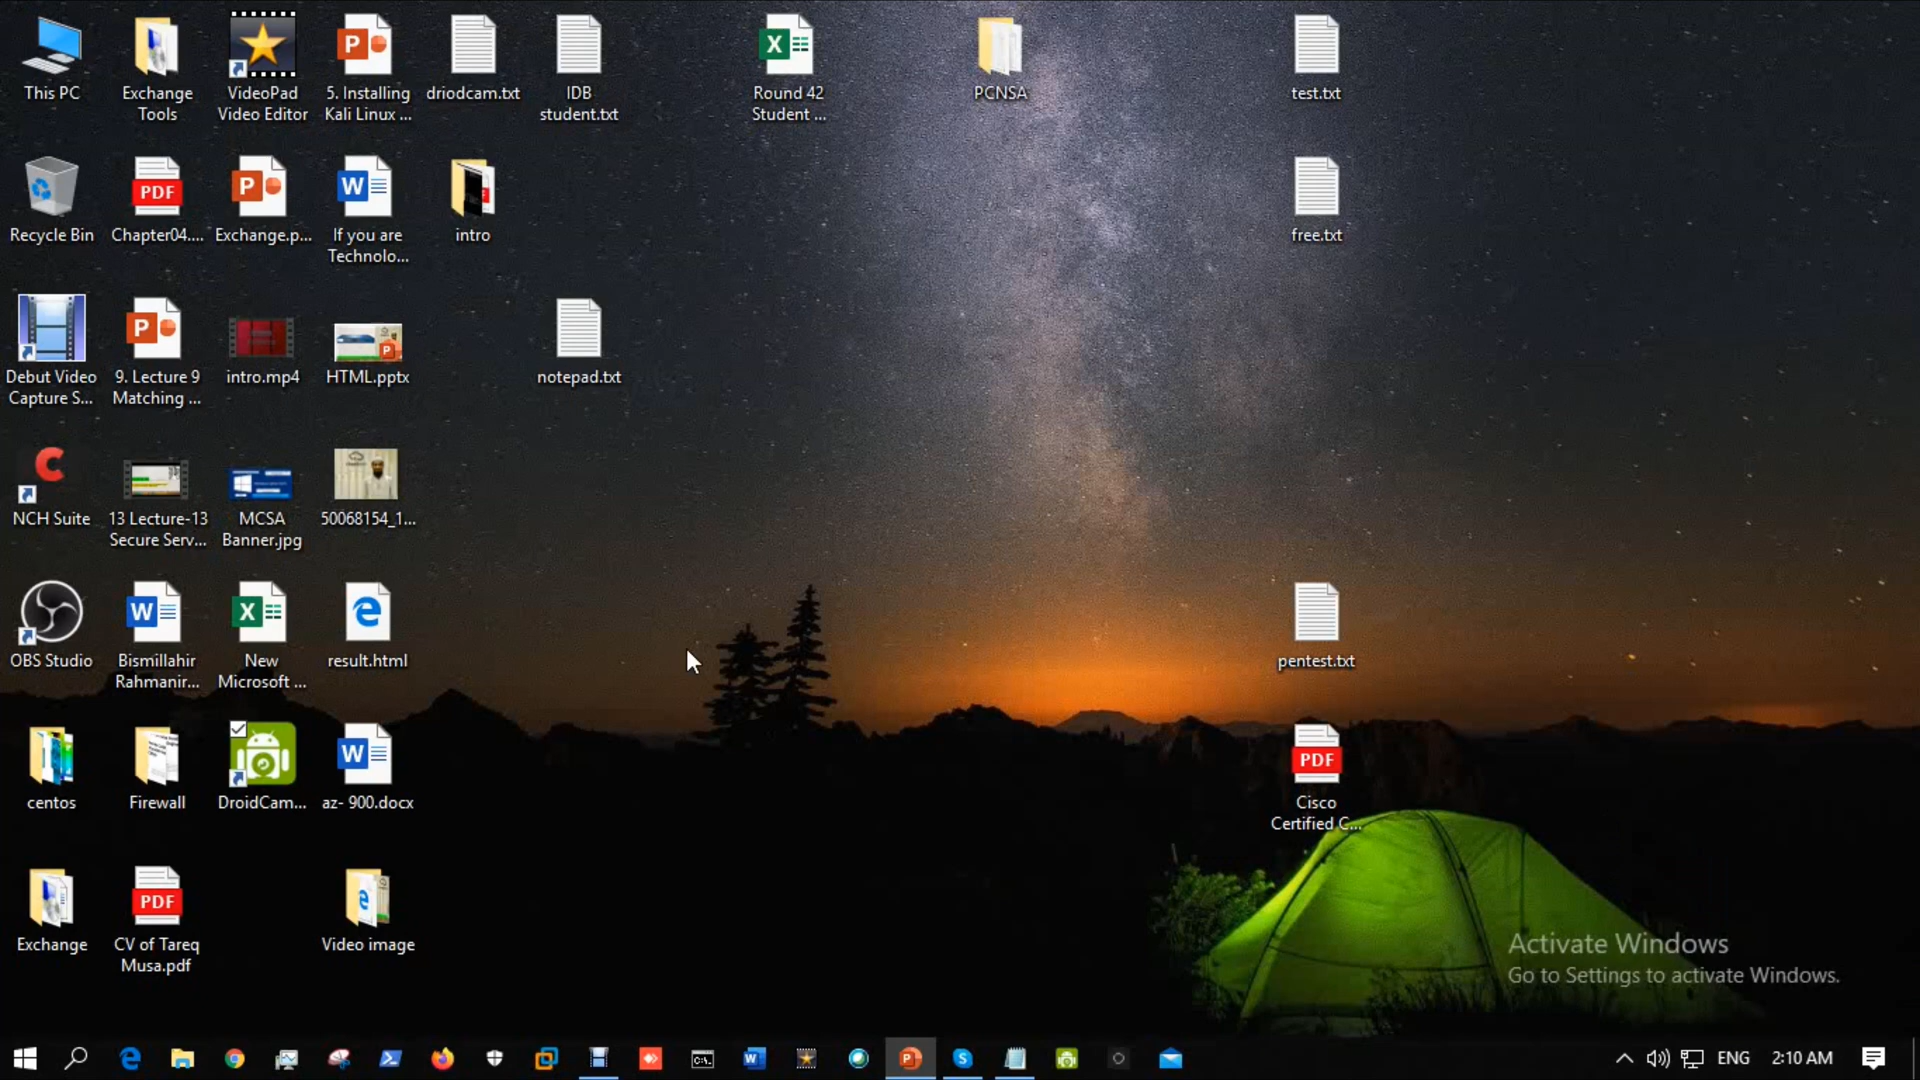 This PC
Exchange
Tools
VideoPad
Video Editor
5. Installing
Kali Linux ...
driodcam.txt
IDB
student.txt
Round 42
Student ...
PCNSA
test.txt
Recycle Bin
PDF
Chapter04....
Exchange.p...
If you are
Technolo...
intro
free.txt
Debut Video
Capture S...
9. Lecture 9
Matching ...
intro.mp4
HTML.pptx
notepad.txt
NCH Suite
13 Lecture-13
Secure Serv...
MCSA
Banner.jpg
50068154_1...
OBS Studio
Bismillahir
Rahmanir...
New
Microsoft ...
result.html
pentest.txt
centos
Firewall
DroidCam...
az- 900.docx
PDF
Cisco
Certified C...
Exchange
PDF
CV of Tareq
Musa.pdf
Video image
Activate Windows
Go to Settings to activate Windows.
ENG
2:10 AM